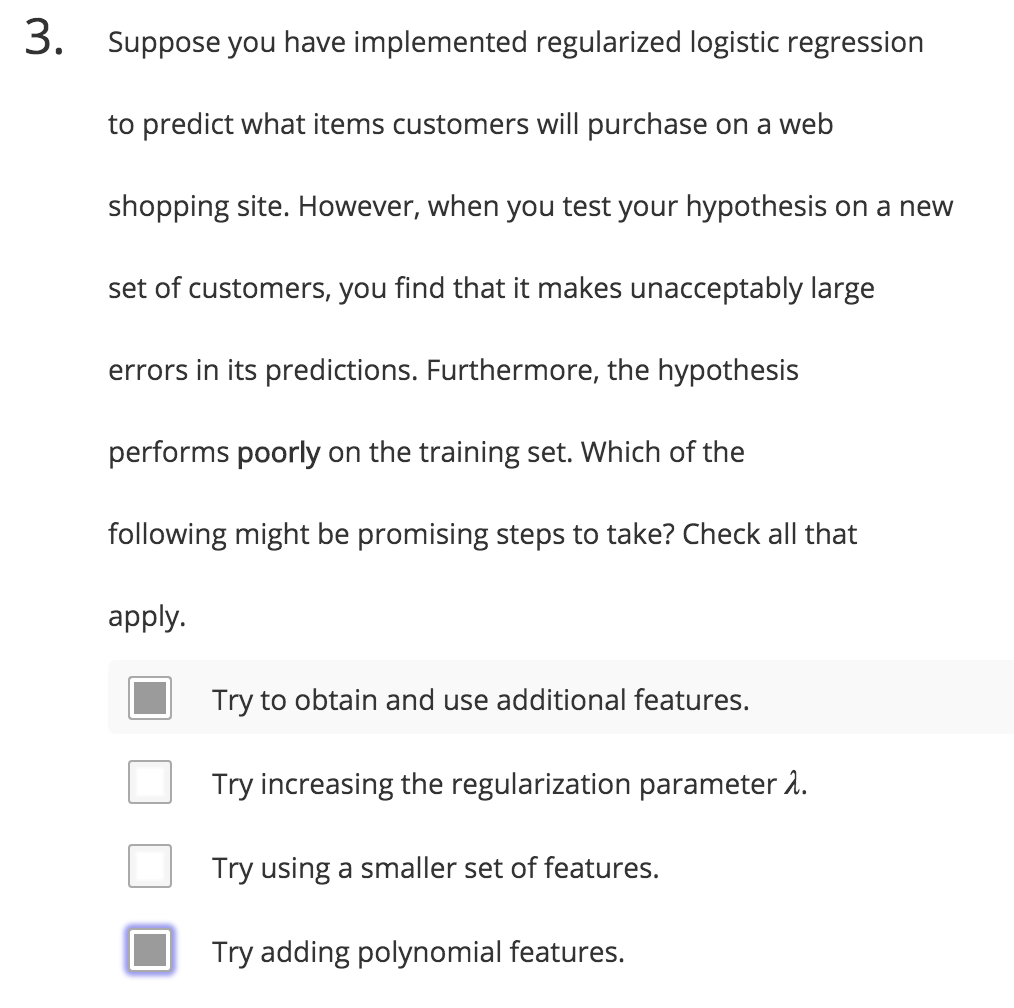 3. Suppose you have implemented regularized logistic regression
to predict what items customers will purchase on a web
shopping site. However, when you test your hypothesis on a new
set of customers, you find that it makes unacceptably large
errors in its predictions. Furthermore, the hypothesis
performs poorly on the training set. Which of the
following might be promising steps to take? Check all that
apply.
Try to obtain and use additional features.
Try increasing the regularization parameter λ.
Try using a smaller set of features.
Try adding polynomial features.